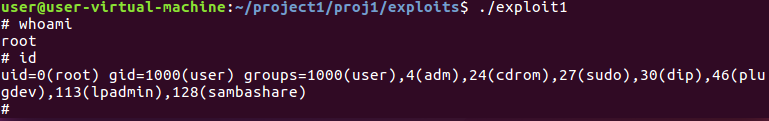 user@user-virtual-machine:~/project1/proj1/exploits$ ./exploit1
# whoami
root
# id
uid=0(root) gid=1000(user) groups=1000(user),4(adm),24(cdrom),27(sudo),30(dip),46(plu
gdev),113(lpadmin),128(sambashare)
#